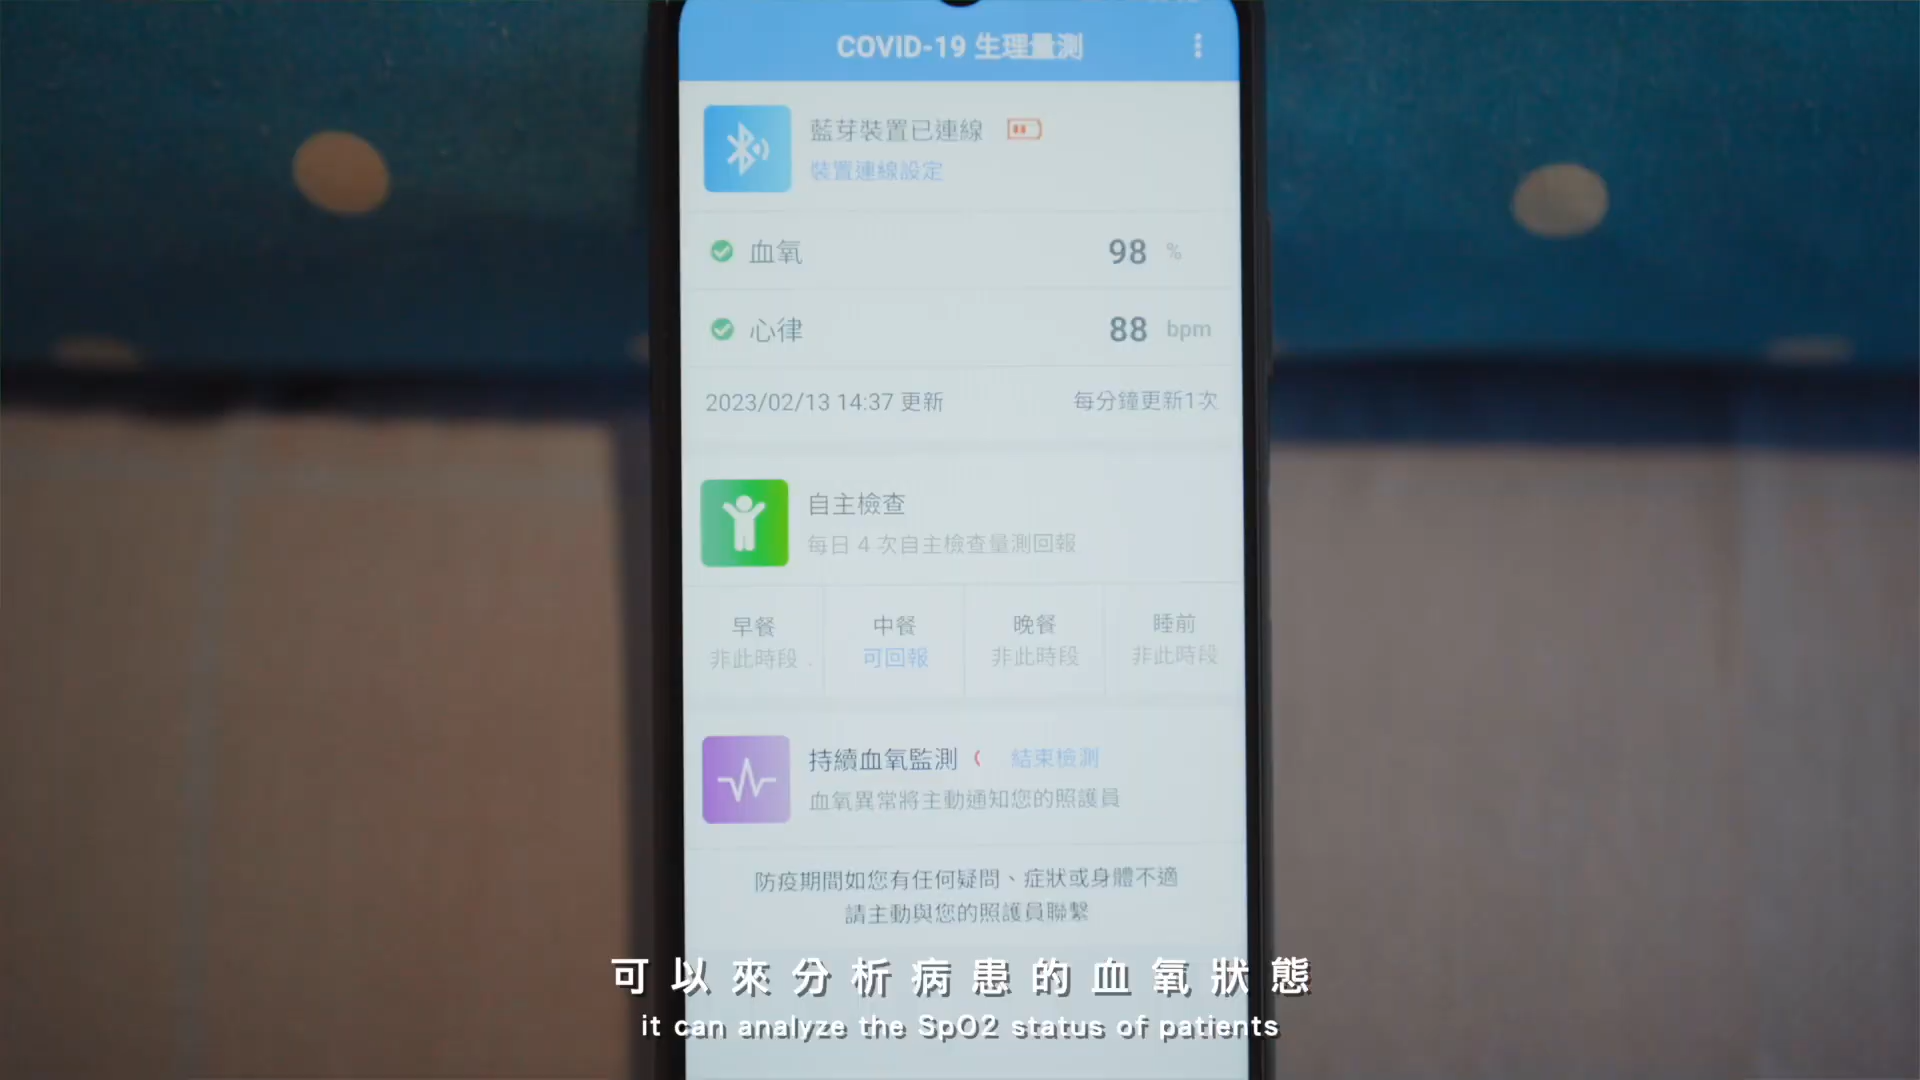 COVID-19 生理量測
藍芽裝置已連線
裝置連線設定
血氧 98 %
心律 88 bpm
2023/02/13 14:37 更新 每分鐘更新1次
自主檢查
每日 4 次自主檢查量測回報
早餐 中餐 晚餐 睡前
非此時段 可回報 非此時段 非此時段
持續血氧監測 結束檢測
血氧異常將主動通知您的照護員
防疫期間如您有任何疑問、症狀或身體不適
請主動與您的照護員聯繫
可以來分析病患的血氧狀態
it can analyze the SpO2 status of patients